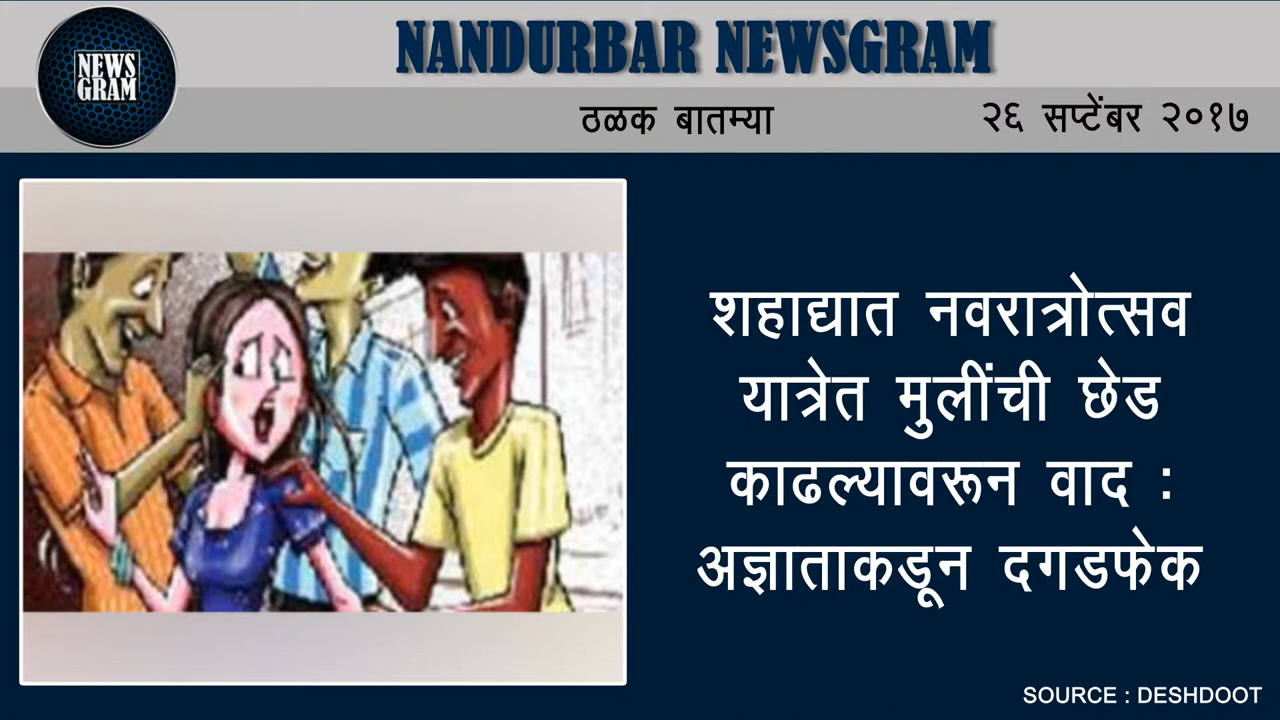 NEWS
GRAM
NANDURBAR NEWSGRAM
ठळक बातम्या
२६ सप्टेंबर २०१७
शहाद्यात नवरात्रोत्सव
यात्रेत मुलींची छेड
काढल्यावरून वाद :
अज्ञाताकडून दगडफेक
SOURCE : DESHDOOT